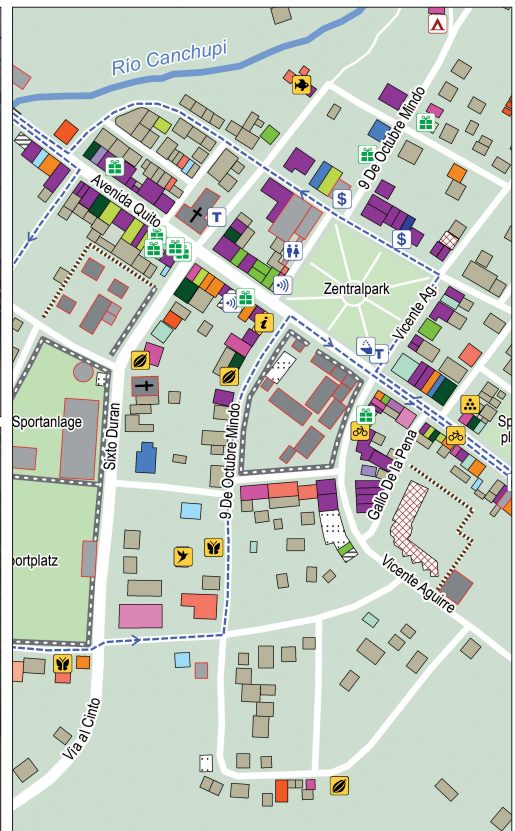 Río Canchupi
9 De Octubre Mindo
Avenida Quito
T
$
$
Zentralpark
Vicente Ag.
i
T
Sportanlage
Sixto Duran
9 De Octubre Mindo
Gallo De la Pena
Sp
pl
ortplatz
Vicente Aguirre
Via al Cinto